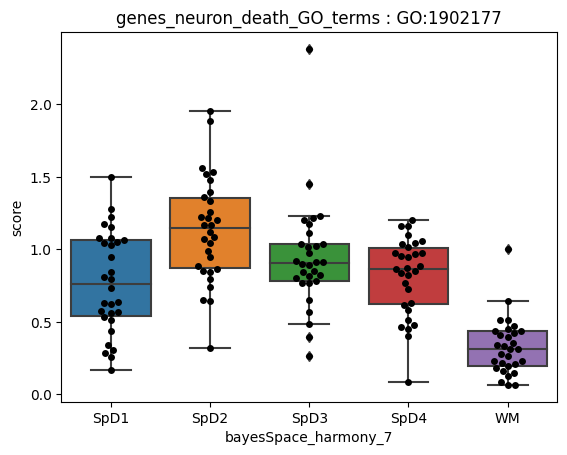 genes_neuron_death_GO_terms : GO:1902177
score
2.0
1.5
1.0
0.5
0.0
SpD1 SpD2 SpD3 SpD4 WM
bayesSpace_harmony_7